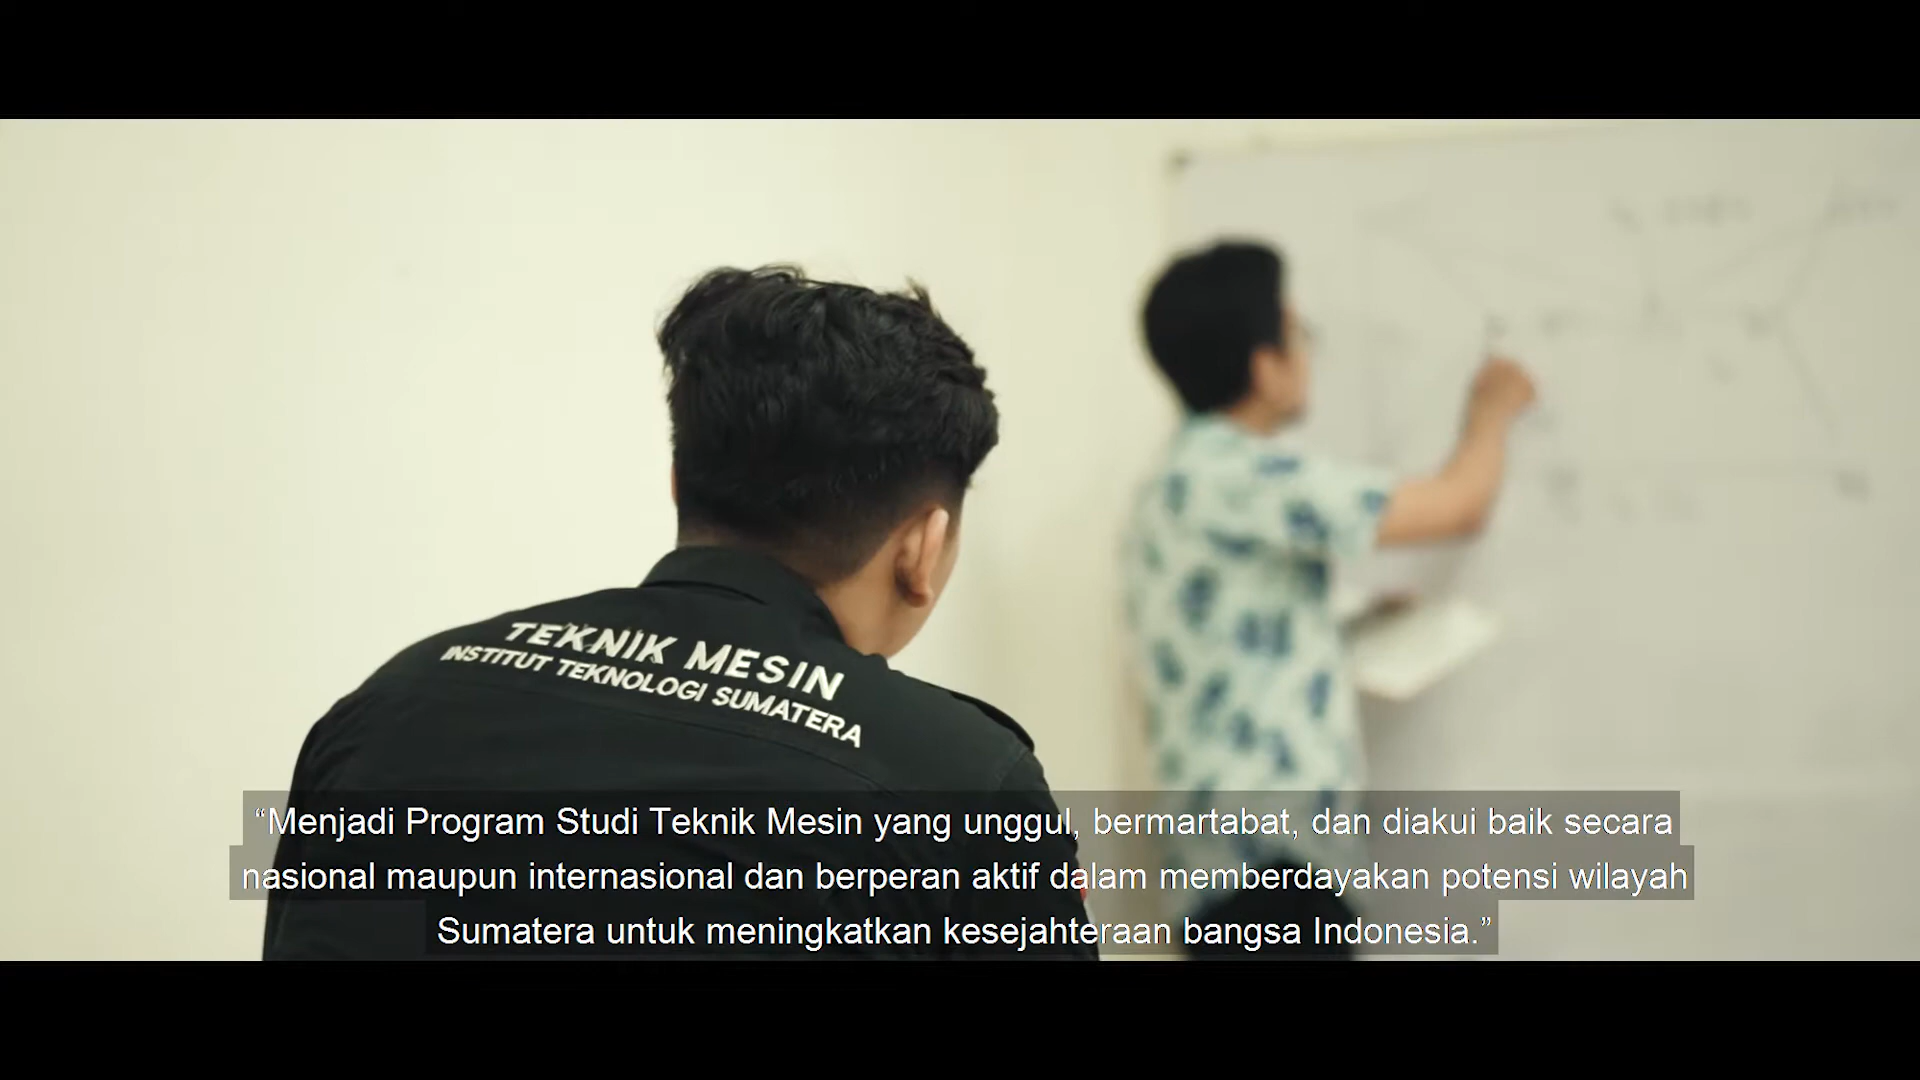 TEKNIK MESIN
INSTITUT TEKNOLOGI SUMATERA
“Menjadi Program Studi Teknik Mesin yang unggul, bermartabat, dan diakui baik secara
nasional maupun internasional dan berperan aktif dalam memberdayakan potensi wilayah
Sumatera untuk meningkatkan kesejahteraan bangsa Indonesia.”